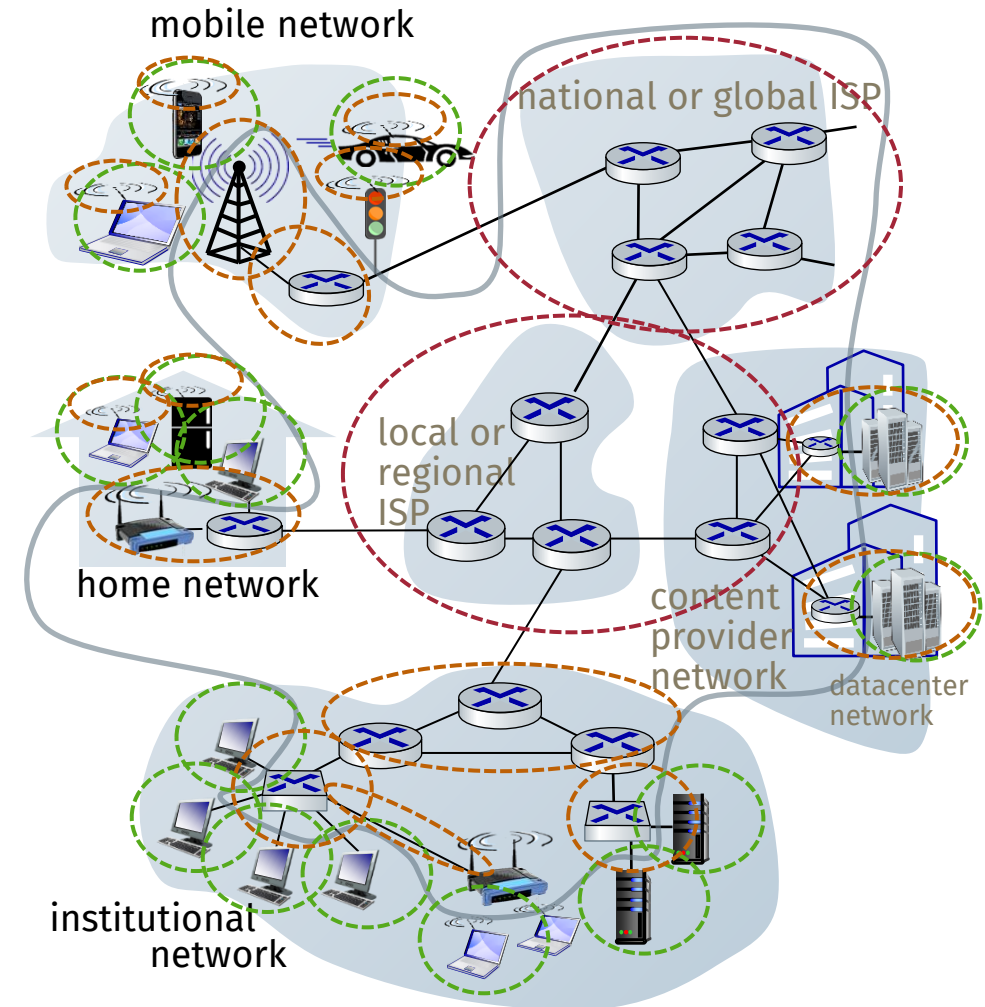 mobile network
national or global ISP
local or
regional
ISP
home network
content
provider
network
datacenter
network
institutional
network